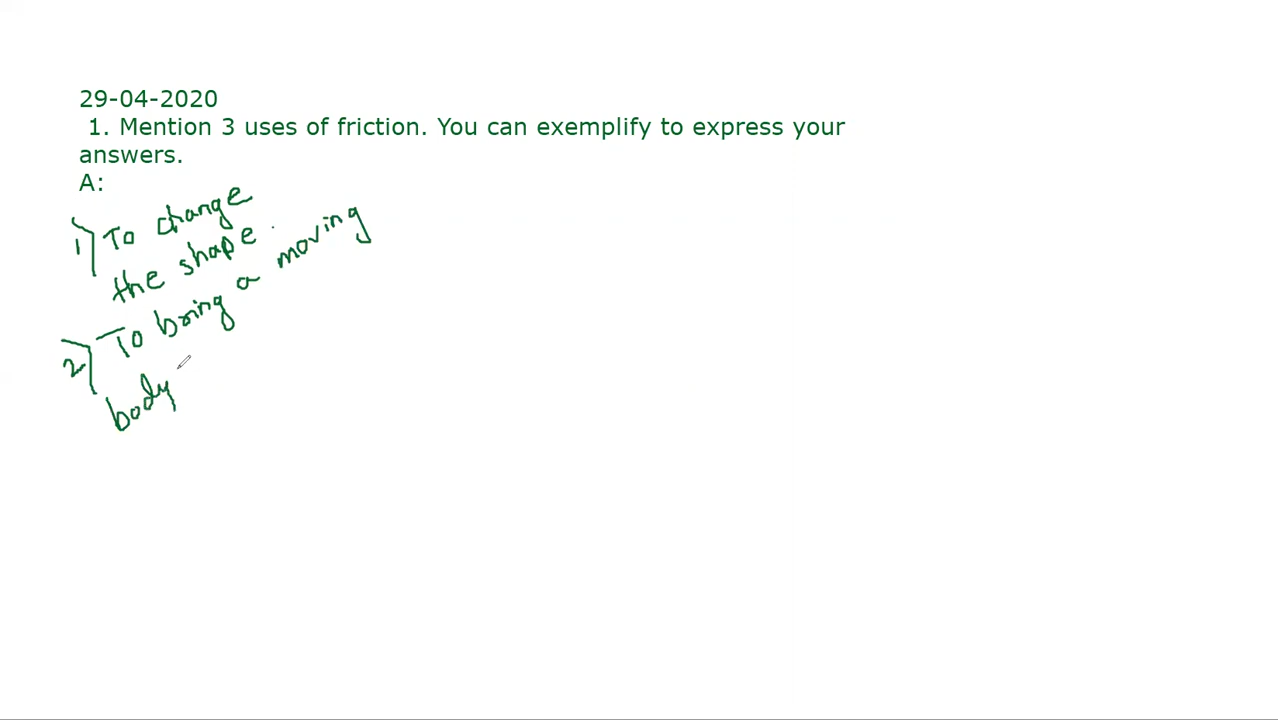 29-04-2020
1. Mention 3 uses of friction. You can exemplify to express your
answers.
A:
1) To change
the shape.
2) To bring a moving
body